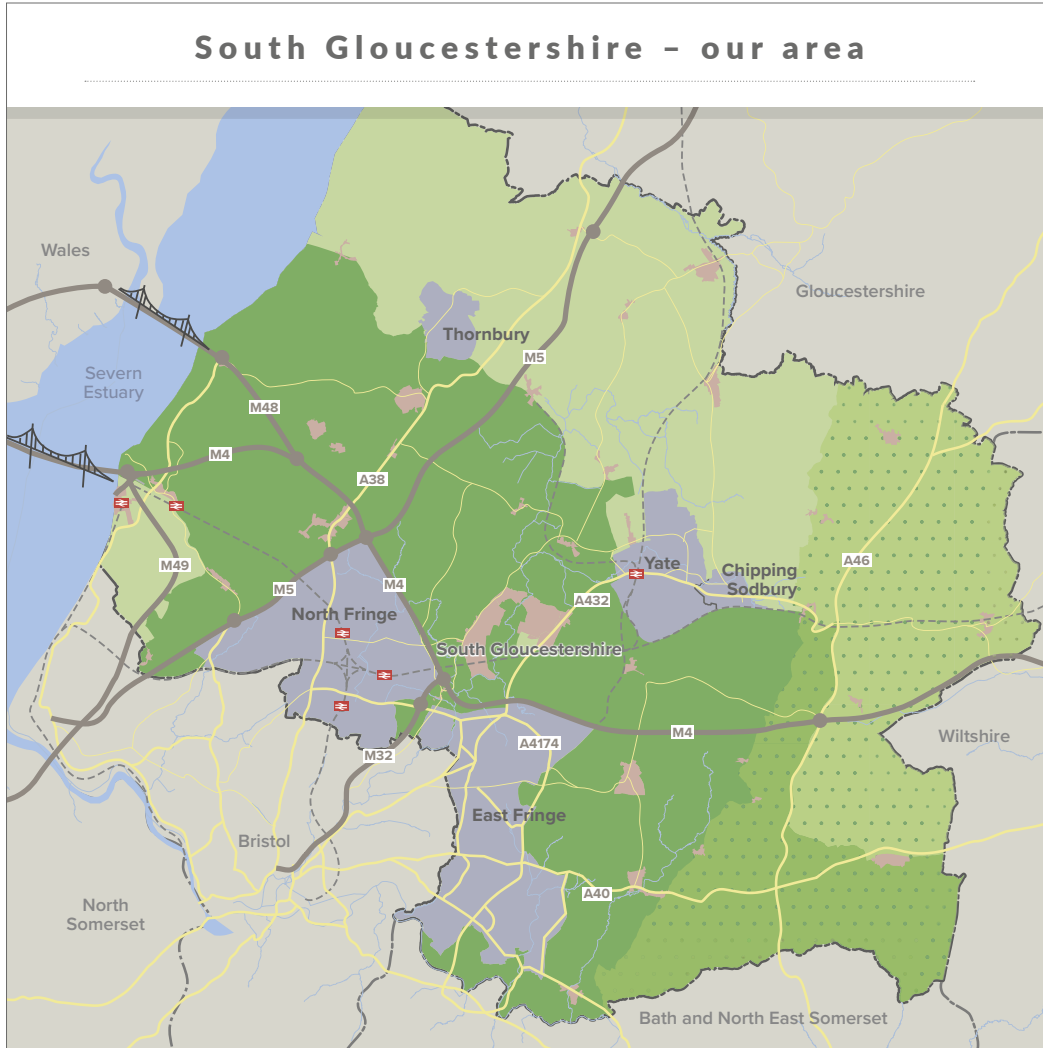 South Gloucestershire – our area
Wales
Gloucestershire
Thornbury
M5
Severn
Estuary
M48
M4
A38
A46
M49
Yate
Chipping
Sodbury
M4
M5
A432
North Fringe
South Gloucestershire
M4
A4174
Wiltshire
M32
East Fringe
Bristol
A40
North
Somerset
Bath and North East Somerset